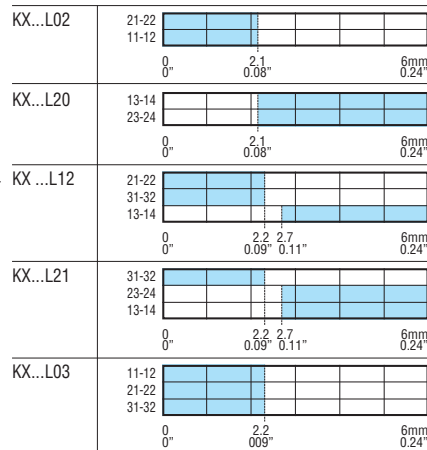 KX...L02
21-22
11-12
0 2.1 6mm
0" 0.08" 0.24"
KX...L20
13-14
23-24
0 2.1 6mm
0" 0.08" 0.24"
KX ...L12
21-22
31-32
13-14
0 2.2 2.7 6mm
0" 0.09" 0.11" 0.24"
KX...L21
31-32
23-24
13-14
0 2.2 2.7 6mm
0" 0.09" 0.11" 0.24"
KX...L03
11-12
21-22
31-32
0 2.2 6mm
0" 009" 0.24"